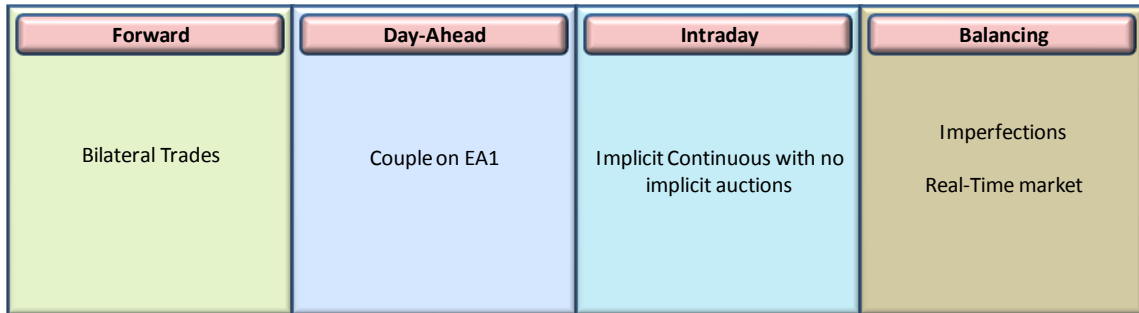 Forward
Day-Ahead
Intraday
Balancing
Bilateral Trades
Couple on EA1
Implicit Continuous with no
implicit auctions
Imperfections
Real-Time market